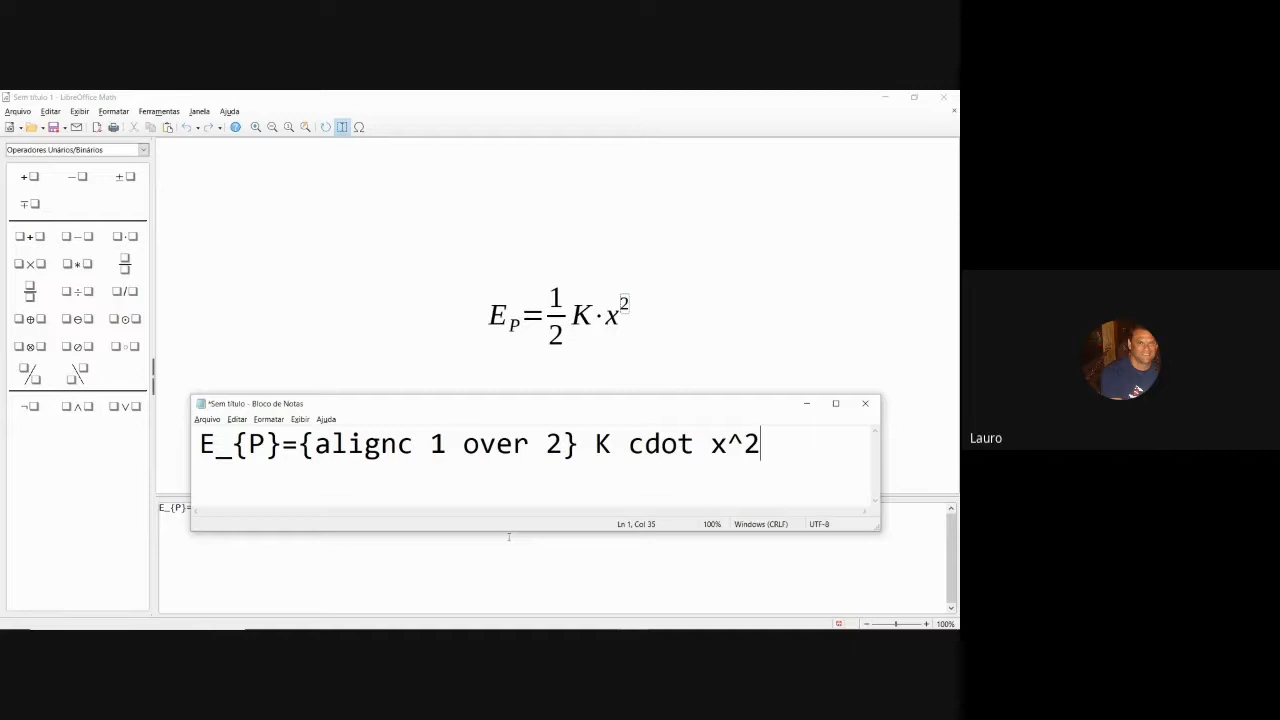 Sem título 1 - LibreOffice Math
Arquivo Editar Exibir Formatar Ferramentas Janela Ajuda
Operadores Unários/Binários
+□ −□ ±□
∓□
□+□ □−□ □·□
□×□ □∗□ □/□
□/□ □÷□ □/□
□⊕□ □⊖□ □⊙□
□⊗□ □⊘□ □∘□
□/□ □\□
¬□ □∧□ □∨□
E_P = 1/2 K · x^2
*Sem título - Bloco de Notas
Arquivo Editar Formatar Exibir Ajuda
E_{P}={alignc 1 over 2} K cdot x^2
Ln 1, Col 35 100% Windows (CRLF) UTF-8
E_{P}=
100%
Lauro